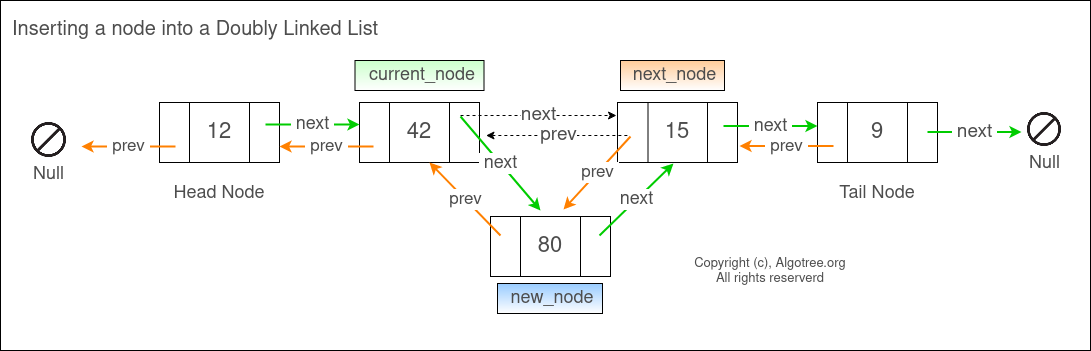 Inserting a node into a Doubly Linked List
current_node
next_node
12
next
42
next
15
next
9
next
prev
prev
prev
prev
Null
Null
next
prev
Head Node
Tail Node
prev
next
80
new_node
Copyright (c), Algotree.org
All rights reserverd